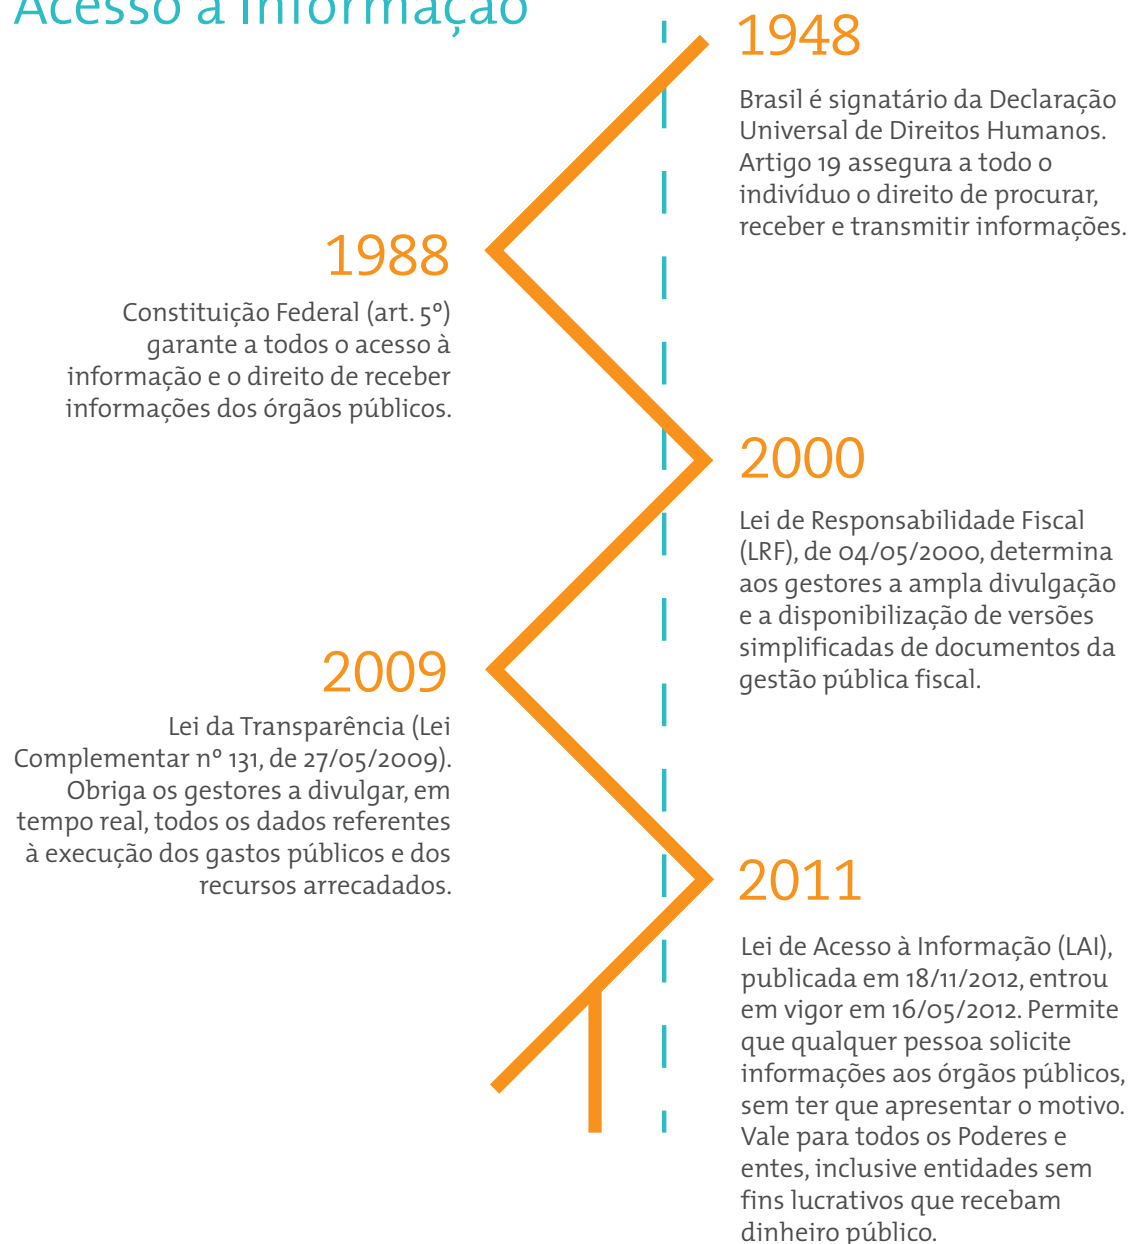 Acesso à Informação
1948
Brasil é signatário da Declaração
Universal de Direitos Humanos.
Artigo 19 assegura a todo o
indivíduo o direito de procurar,
receber e transmitir informações.
1988
Constituição Federal (art. 5º)
garante a todos o acesso à
informação e o direito de receber
informações dos órgãos públicos.
2000
Lei de Responsabilidade Fiscal
(LRF), de 04/05/2000, determina
aos gestores a ampla divulgação
e a disponibilização de versões
simplificadas de documentos da
gestão pública fiscal.
2009
Lei da Transparência (Lei
Complementar nº 131, de 27/05/2009).
Obriga os gestores a divulgar, em
tempo real, todos os dados referentes
à execução dos gastos públicos e dos
recursos arrecadados.
2011
Lei de Acesso à Informação (LAI),
publicada em 18/11/2012, entrou
em vigor em 16/05/2012. Permite
que qualquer pessoa solicite
informações aos órgãos públicos,
sem ter que apresentar o motivo.
Vale para todos os Poderes e
entes, inclusive entidades sem
fins lucrativos que recebam
dinheiro público.